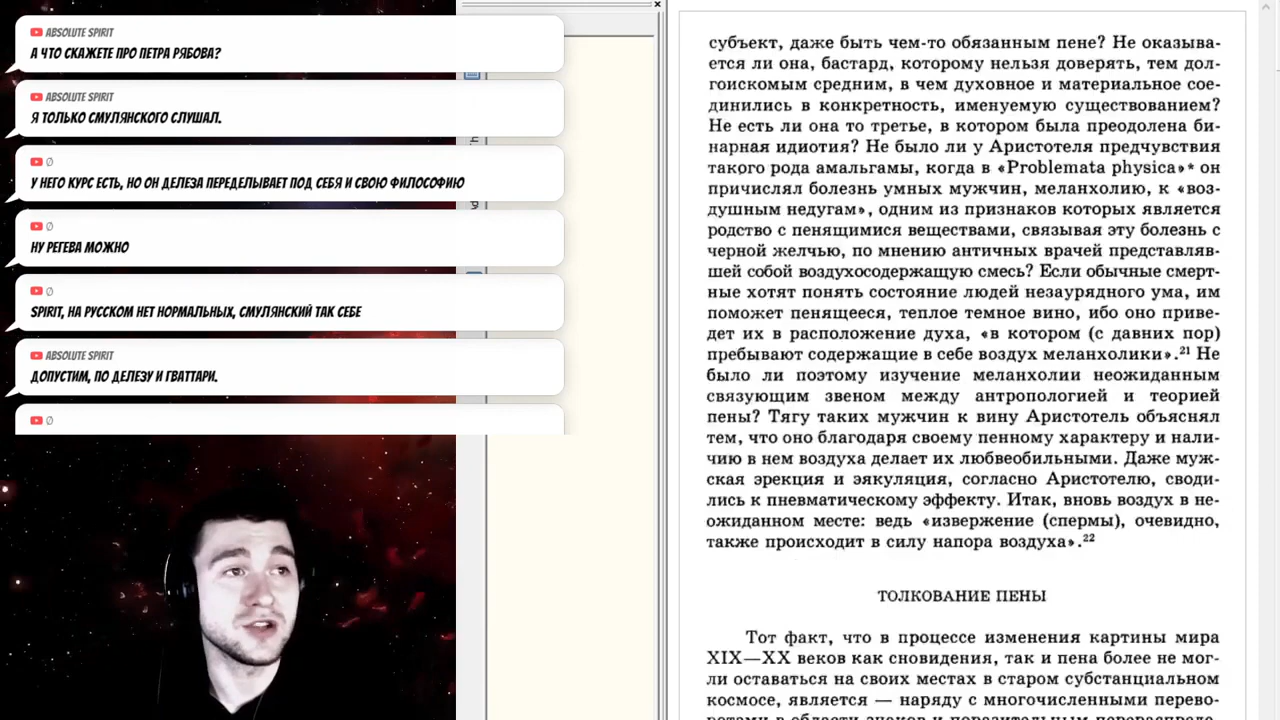 ABSOLUTE SPIRIT
А ЧТО СКАЖЕТЕ ПРО ПЕТРА РЯБОВА?
ABSOLUTE SPIRIT
Я ТОЛЬКО СМУЛЯНСКОГО СЛУШАЛ.
Ø
У НЕГО КУРС ЕСТЬ, НО ОН ДЕЛЕЗА ПЕРЕДЕЛЫВАЕТ ПОД СЕБЯ И СВОЮ ФИЛОСОФИЮ
Ø
НУ РЕГЕВА МОЖНО
Ø
SPIRIT, НА РУССКОМ НЕТ НОРМАЛЬНЫХ, СМУЛЯНСКИЙ ТАК СЕБЕ
ABSOLUTE SPIRIT
ДОПУСТИМ, ПО ДЕЛЕЗУ И ГВАТТАРИ.
Ø
субъект, даже быть чем-то обязанным пене? Не оказыва-
ется ли она, бастард, которому нельзя доверять, тем дол-
гоискомым средним, в чем духовное и материальное сое-
динились в конкретность, именуемую существованием?
Не есть ли она то третье, в котором была преодолена би-
нарная идиотия? Не было ли у Аристотеля предчувствия
такого рода амальгамы, когда в «Problemata physica»* он
причислял болезнь умных мужчин, меланхолию, к «воз-
душным недугам», одним из признаков которых является
родство с пенящимися веществами, связывая эту болезнь с
черной желчью, по мнению античных врачей представляв-
шей собой воздухосодержащую смесь? Если обычные смерт-
ные хотят понять состояние людей незаурядного ума, им
поможет пенящееся, теплое темное вино, ибо оно приве-
дет их в расположение духа, «в котором (с давних пор)
пребывают содержащие в себе воздух меланхолики».²¹ Не
было ли поэтому изучение меланхолии неожиданным
связующим звеном между антропологией и теорией
пены? Тягу таких мужчин к вину Аристотель объяснял
тем, что оно благодаря своему пенному характеру и нали-
чию в нем воздуха делает их любвеобильными. Даже муж-
ская эрекция и эякуляция, согласно Аристотелю, своди-
лись к пневматическому эффекту. Итак, вновь воздух в не-
ожиданном месте: ведь «извержение (спермы), очевидно,
также происходит в силу напора воздуха».²²
ТОЛКОВАНИЕ ПЕНЫ
Тот факт, что в процессе изменения картины мира
XIX—XX веков как сновидения, так и пена более не мог-
ли оставаться на своих местах в старом субстанциальном
космосе, является — наряду с многочисленными перево-